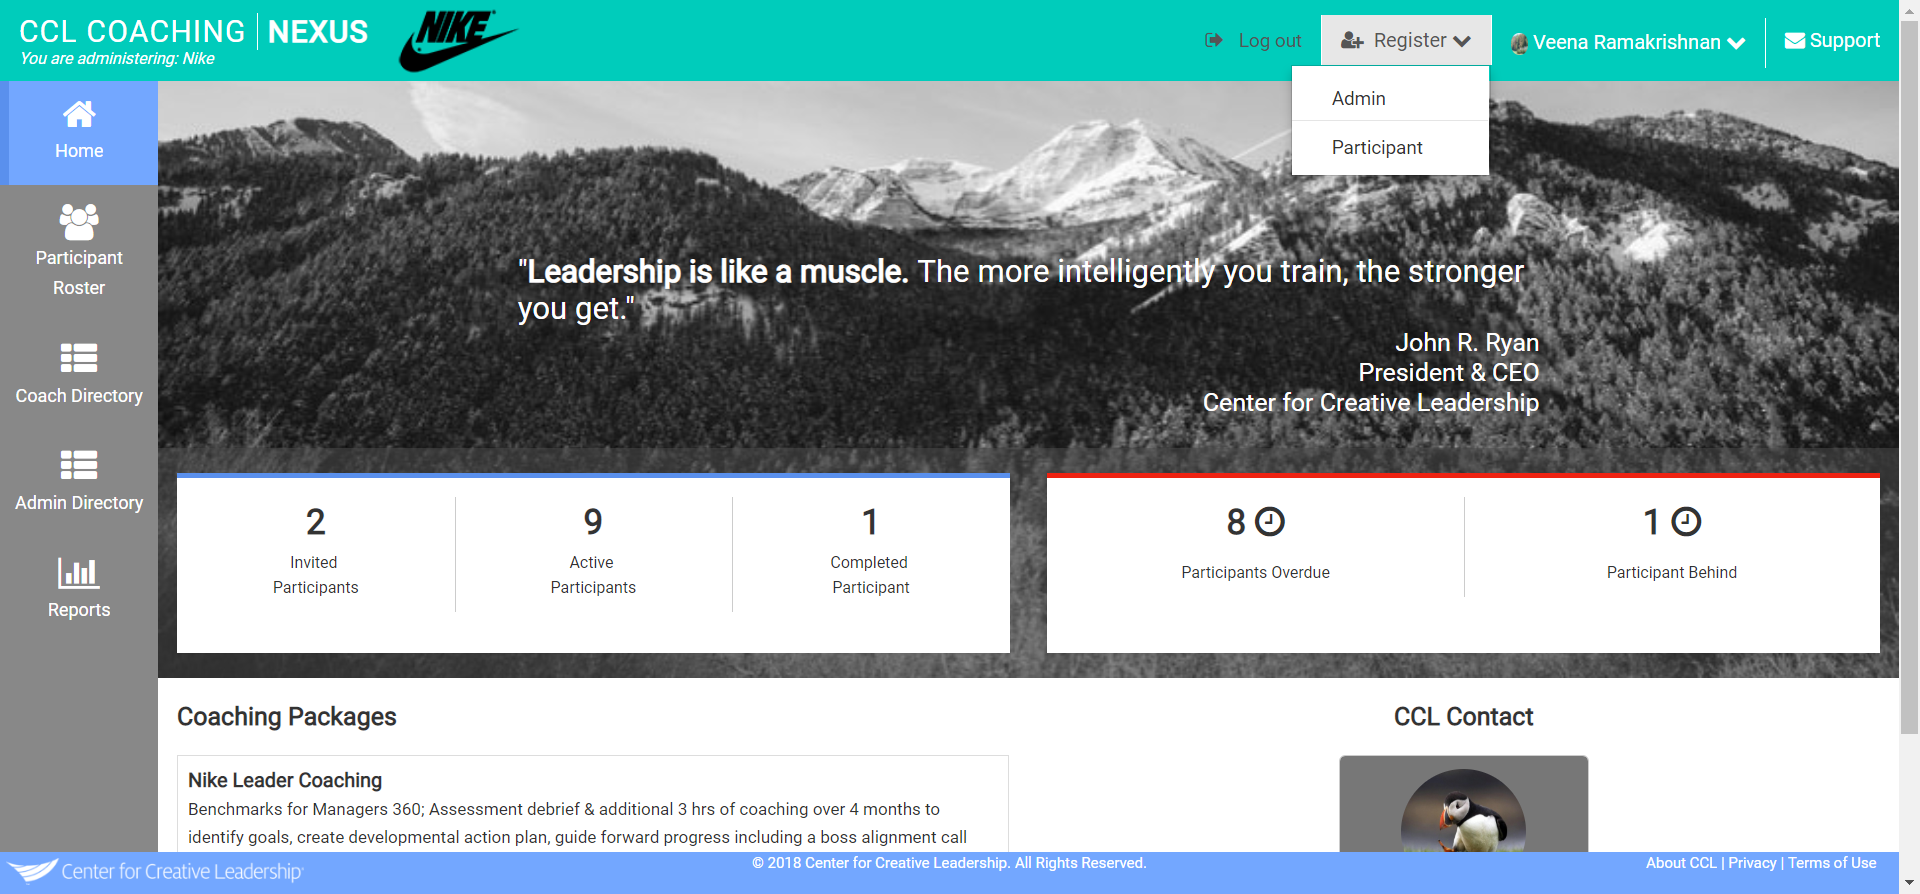 CCL COACHING NEXUS
You are administering: Nike
NIKE
Log out
Register
Veena Ramakrishnan
Support
Admin
Participant
Home
Participant
Roster
Coach Directory
Admin Directory
Reports
"Leadership is like a muscle. The more intelligently you train, the stronger
you get."
John R. Ryan
President & CEO
Center for Creative Leadership
2
Invited
Participants
9
Active
Participants
1
Completed
Participant
8
Participants Overdue
1
Participant Behind
Coaching Packages
Nike Leader Coaching
Benchmarks for Managers 360; Assessment debrief & additional 3 hrs of coaching over 4 months to
identify goals, create developmental action plan, guide forward progress including a boss alignment call
CCL Contact
Center for Creative Leadership
© 2018 Center for Creative Leadership. All Rights Reserved.
About CCL | Privacy | Terms of Use